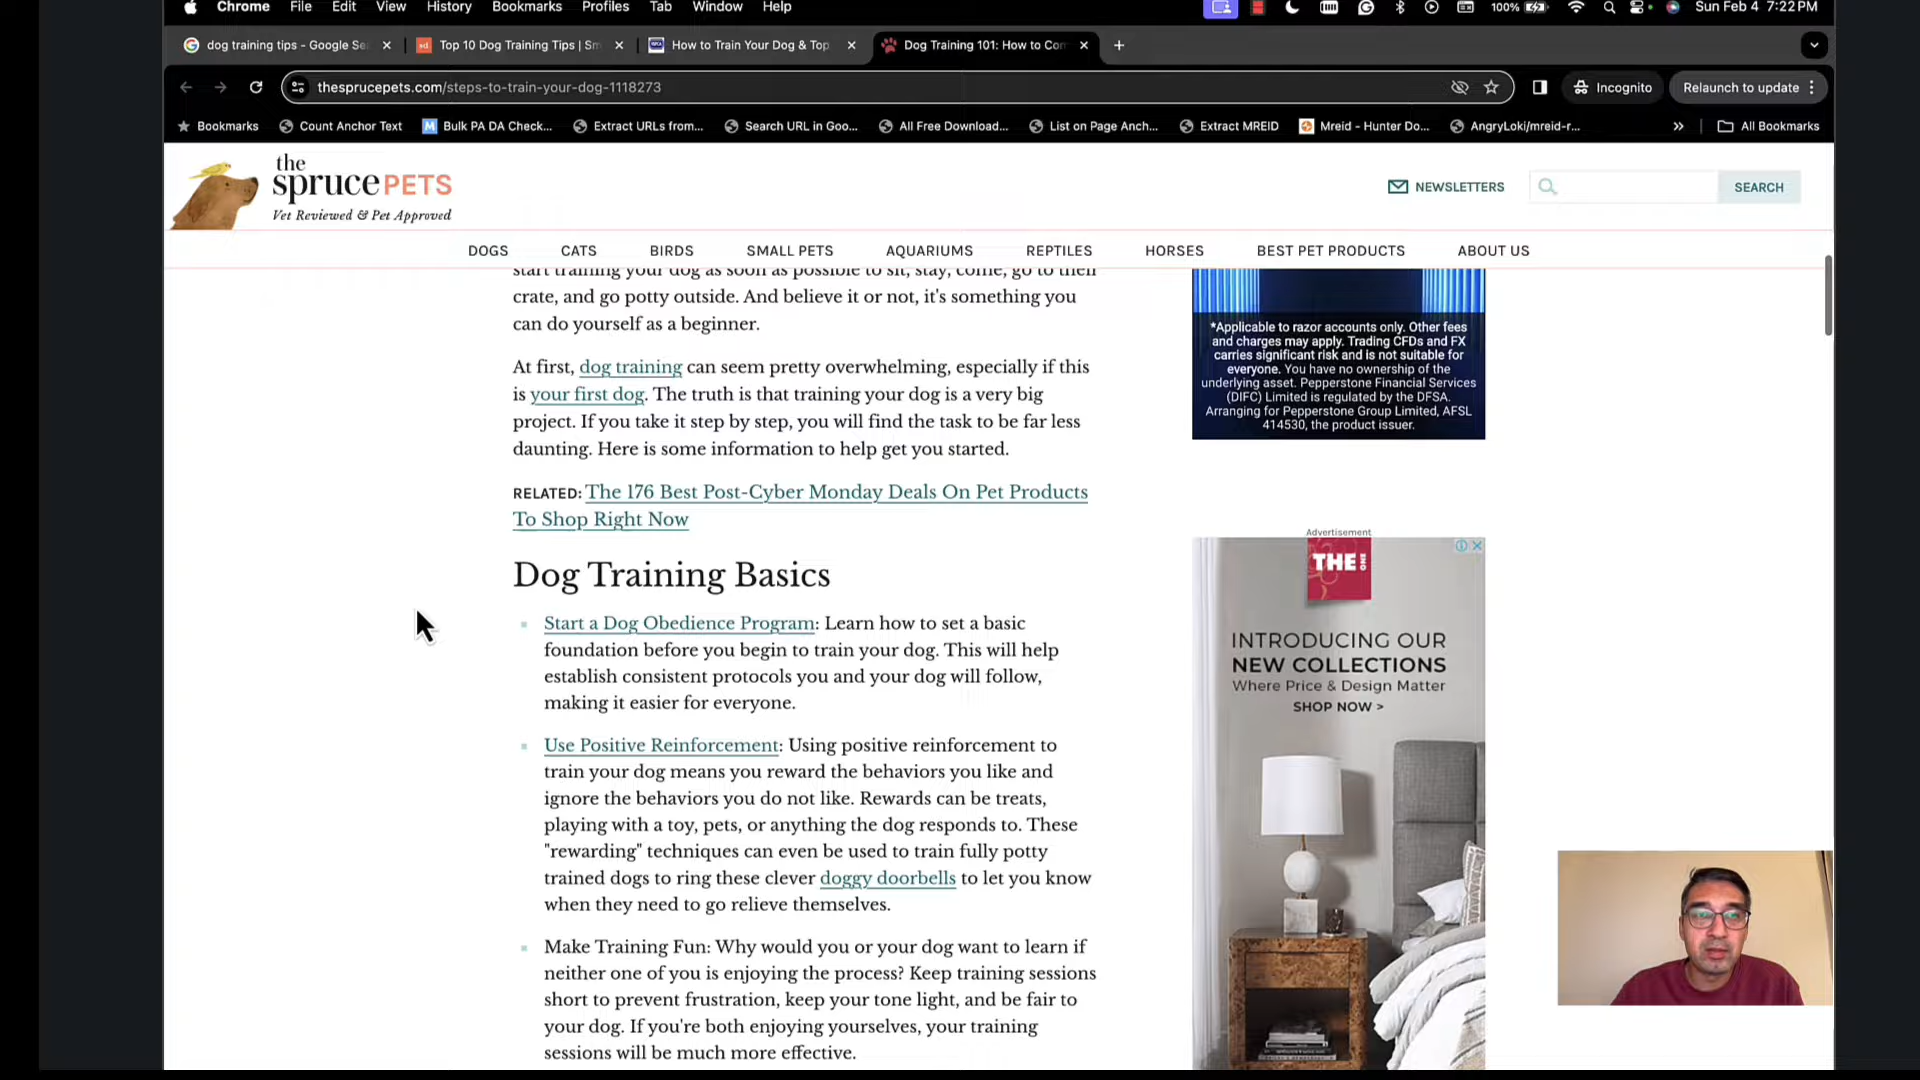 Chrome File Edit View History Bookmarks Profiles Tab Window Help 100% Sun Feb 4 7:22 PM
dog training tips - Google Se
Top 10 Dog Training Tips | Sm
How to Train Your Dog & Top
Dog Training 101: How to Con
thesprucepets.com/steps-to-train-your-dog-1118273
Incognito
Relaunch to update
Bookmarks
Count Anchor Text
Bulk PA DA Check...
Extract URLs from...
Search URL in Goo...
All Free Download...
List on Page Anch...
Extract MREID
Mreid - Hunter Do...
AngryLoki/mreid-r...
All Bookmarks
the
spruce PETS
Vet Reviewed & Pet Approved
NEWSLETTERS
SEARCH
DOGS CATS BIRDS SMALL PETS AQUARIUMS REPTILES HORSES BEST PET PRODUCTS ABOUT US
start training your dog as soon as possible to sit, stay, come, go to their
crate, and go potty outside. And believe it or not, it's something you
can do yourself as a beginner.
At first, dog training can seem pretty overwhelming, especially if this
is your first dog. The truth is that training your dog is a very big
project. If you take it step by step, you will find the task to be far less
daunting. Here is some information to help get you started.
RELATED: The 176 Best Post-Cyber Monday Deals On Pet Products
To Shop Right Now
Dog Training Basics
Start a Dog Obedience Program: Learn how to set a basic
foundation before you begin to train your dog. This will help
establish consistent protocols you and your dog will follow,
making it easier for everyone.
Use Positive Reinforcement: Using positive reinforcement to
train your dog means you reward the behaviors you like and
ignore the behaviors you do not like. Rewards can be treats,
playing with a toy, pets, or anything the dog responds to. These
"rewarding" techniques can even be used to train fully potty
trained dogs to ring these clever doggy doorbells to let you know
when they need to go relieve themselves.
Make Training Fun: Why would you or your dog want to learn if
neither one of you is enjoying the process? Keep training sessions
short to prevent frustration, keep your tone light, and be fair to
your dog. If you're both enjoying yourselves, your training
sessions will be much more effective.
*Applicable to razor accounts only. Other fees
and charges may apply. Trading CFDs and FX
carries significant risk and is not suitable for
everyone. You have no ownership of the
underlying asset. Pepperstone Financial Services
(DIFC) Limited is regulated by the DFSA.
Arranging for Pepperstone Group Limited, AFSL
414530, the product issuer.
Advertisement
THE ONE
INTRODUCING OUR
NEW COLLECTIONS
Where Price & Design Matter
SHOP NOW >